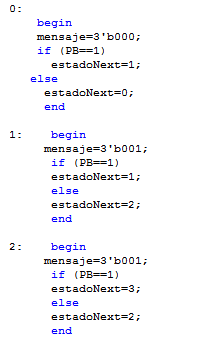 0:
begin
mensaje=3'b000;
if (PB==1)
estadoNext=1;
else
estadoNext=0;
end
1: begin
mensaje=3'b001;
if (PB==1)
estadoNext=1;
else
estadoNext=2;
end
2: begin
mensaje=3'b001;
if (PB==1)
estadoNext=3;
else
estadoNext=2;
end